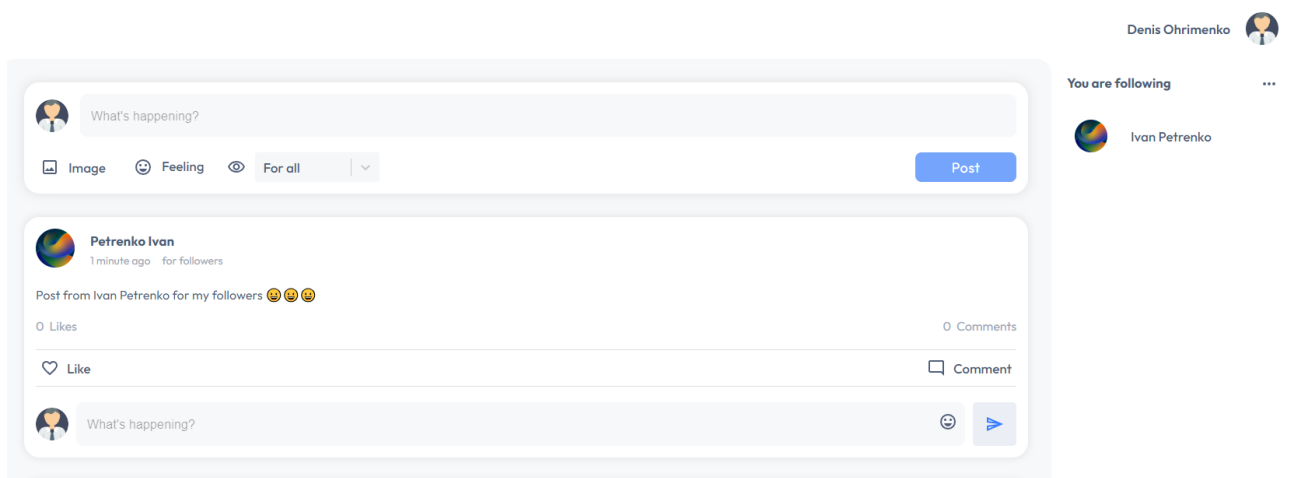 Denis Ohrimenko
You are following
Ivan Petrenko
What's happening?
Image Feeling For all Post
Petrenko Ivan
1 minute ago for followers
Post from Ivan Petrenko for my followers 😀😀😀
0 Likes 0 Comments
Like Comment
What's happening?